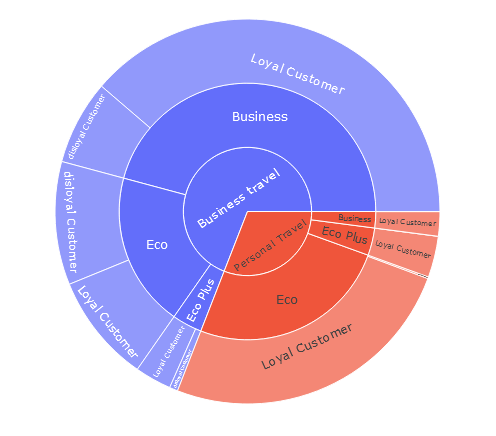 Loyal Customer
disloyal Customer
Business
disloyal Customer
Business travel
Business
Loyal Customer
Eco
Personal Travel
Eco Plus
Loyal Customer
Eco Plus
Loyal Customer
Eco
Loyal Customer
Loyal Customer